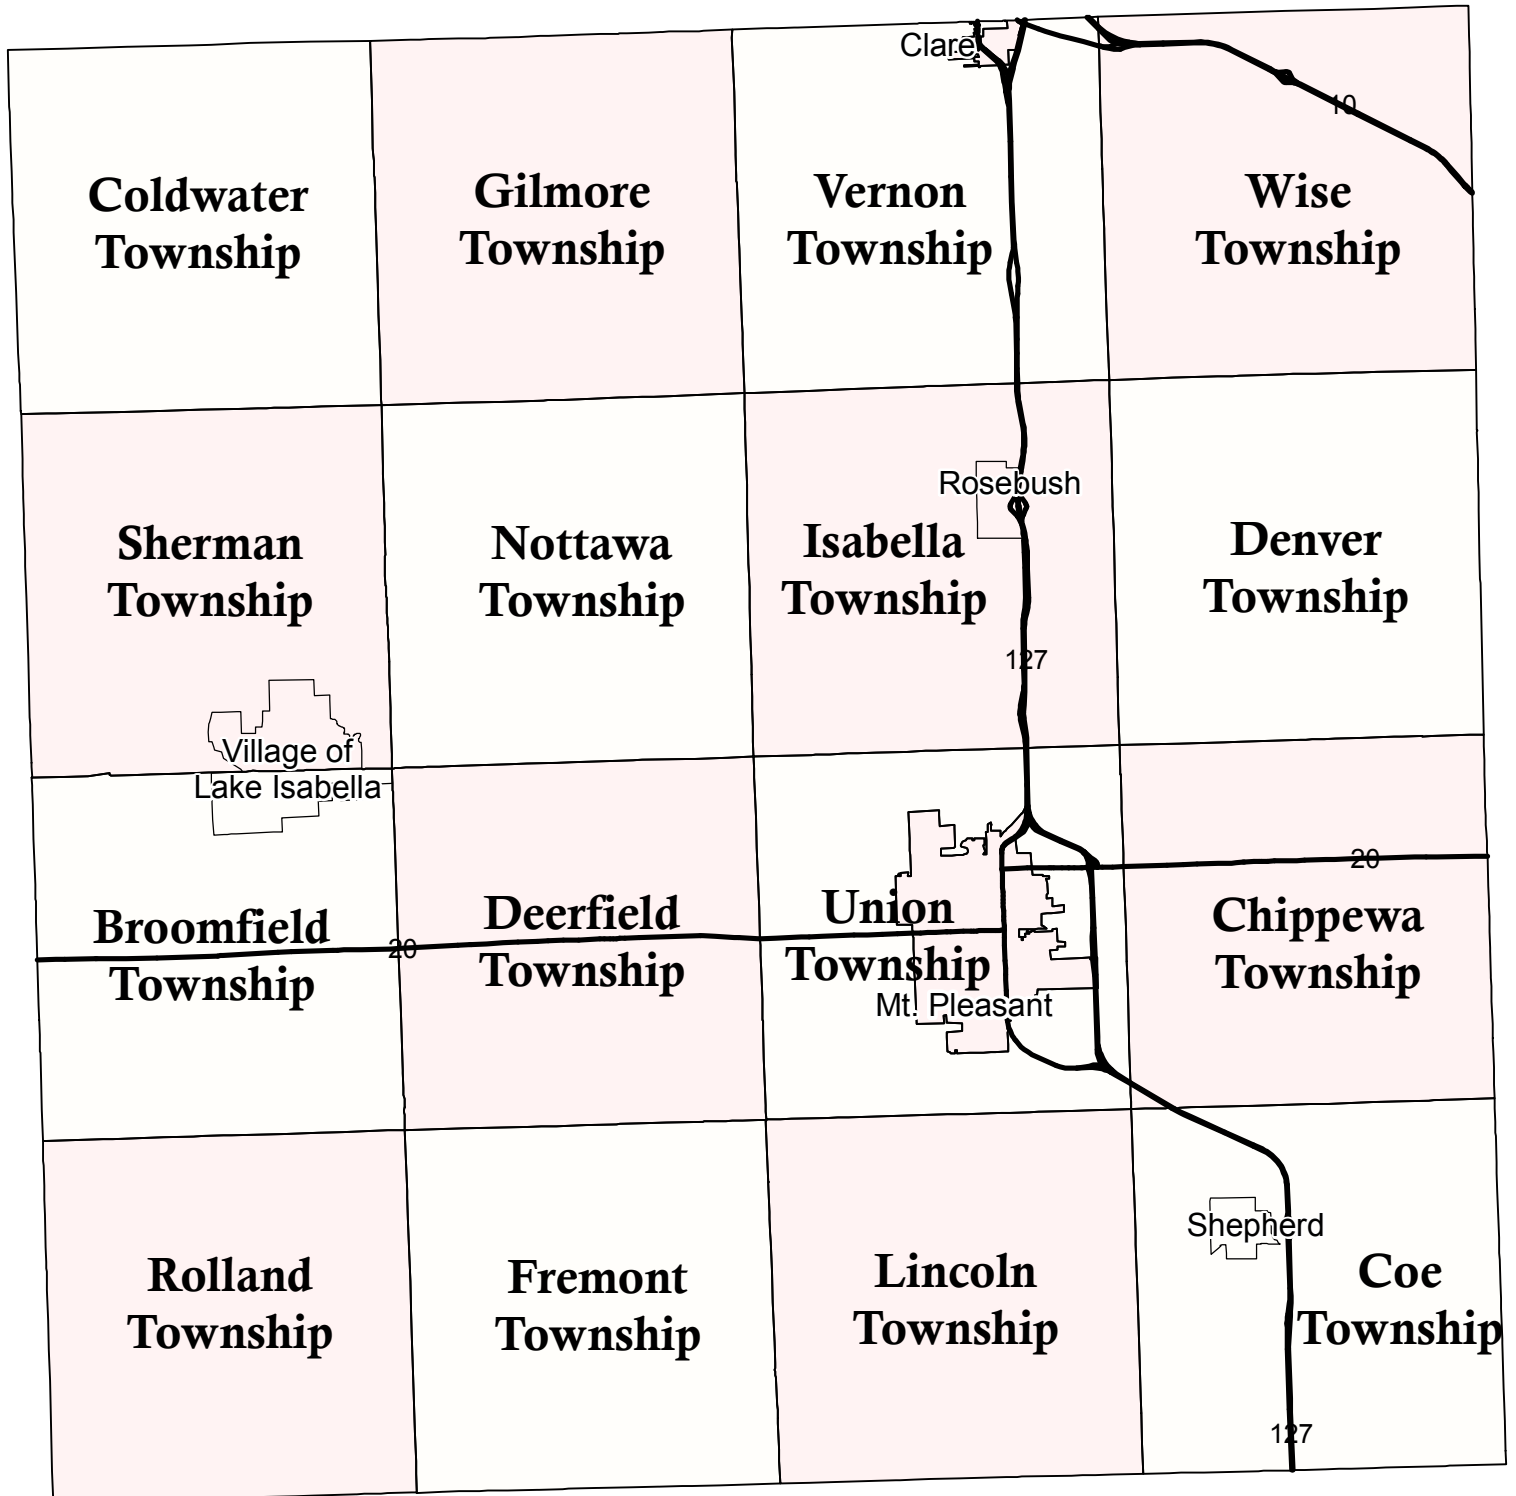 Clare
10
Coldwater
Township
Gilmore
Township
Vernon
Township
Wise
Township
Rosebush
Sherman
Township
Nottawa
Township
Isabella
Township
Denver
Township
127
Village of
Lake Isabella
20
Broomfield
Township
20
Deerfield
Township
Union
Township
Mt. Pleasant
Chippewa
Township
Shepherd
Rolland
Township
Fremont
Township
Lincoln
Township
Coe
Township
127